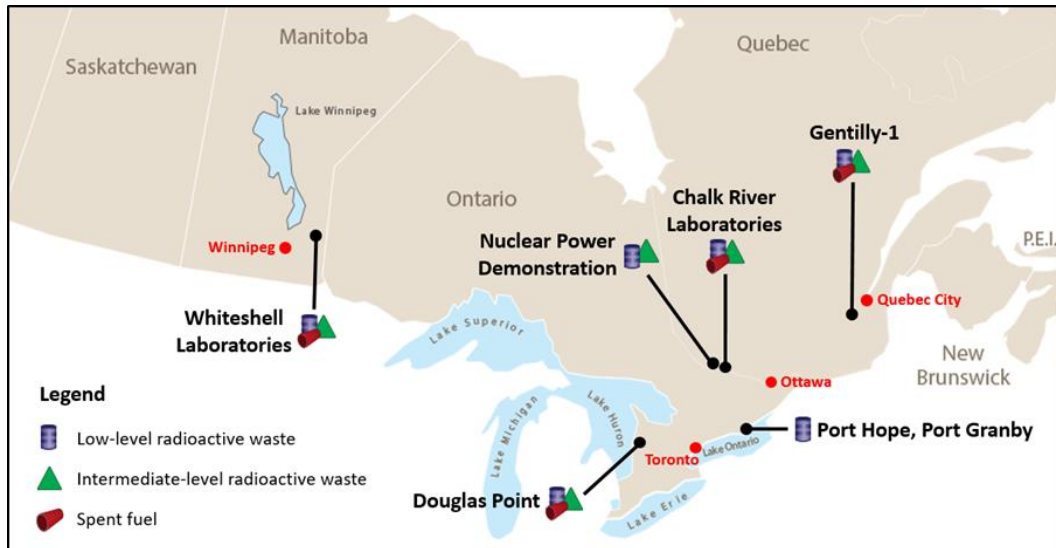 Manitoba
Quebec
Saskatchewan
Lake Winnipeg
Gentilly-1
Ontario
Chalk River
Laboratories
Nuclear Power
Demonstration
P.E.I.
Winnipeg
Quebec City
Whiteshell
Laboratories
Lake Superior
New
Brunswick
Ottawa
Legend
Low-level radioactive waste
Intermediate-level radioactive waste
Spent fuel
Lake Michigan
Lake Huron
Port Hope, Port Granby
Toronto
Lake Ontario
Douglas Point
Lake Erie